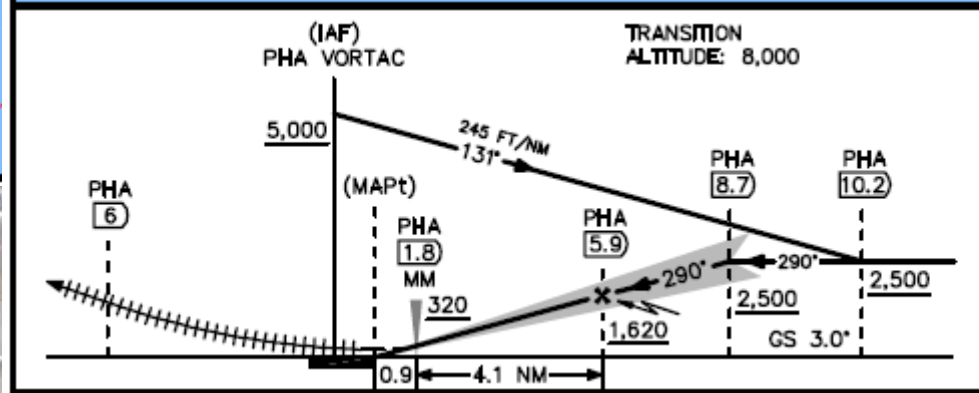 (IAF)
PHA VORTAC
TRANSITION
ALTITUDE: 8,000
5,000
245 FT/NM
131°
PHA
6
(MAPt)
PHA
1.8
MM
320
PHA
5.9
1,620
PHA
8.7
2,500
PHA
10.2
2,500
290°
290°
GS 3.0°
0.9
4.1 NM